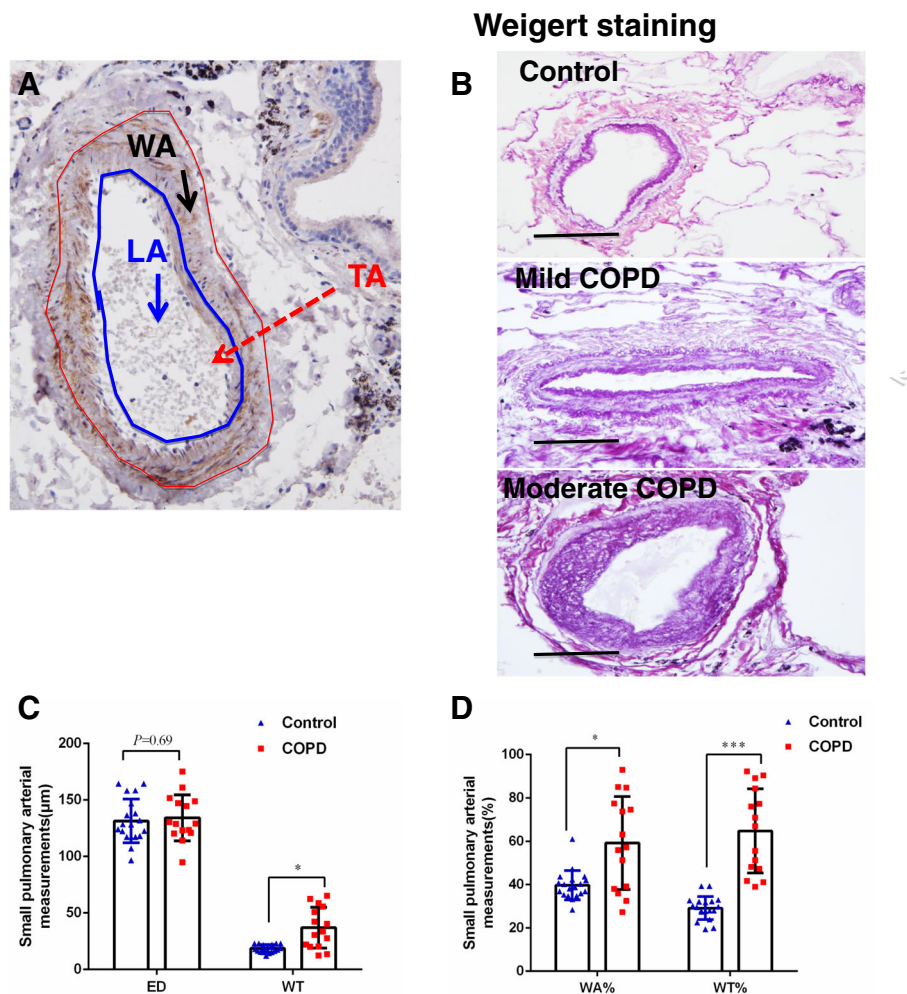 Weigert staining
A
WA
LA
TA
B
Control
Mild COPD
Moderate COPD
C
Control
COPD
P=0.69
*
Small pulmonary arterial
measurements(μm)
200
150
100
50
0
ED
WT
D
Control
COPD
*
***
Small pulmonary arterial
measurements(%)
100
80
60
40
20
0
WA%
WT%